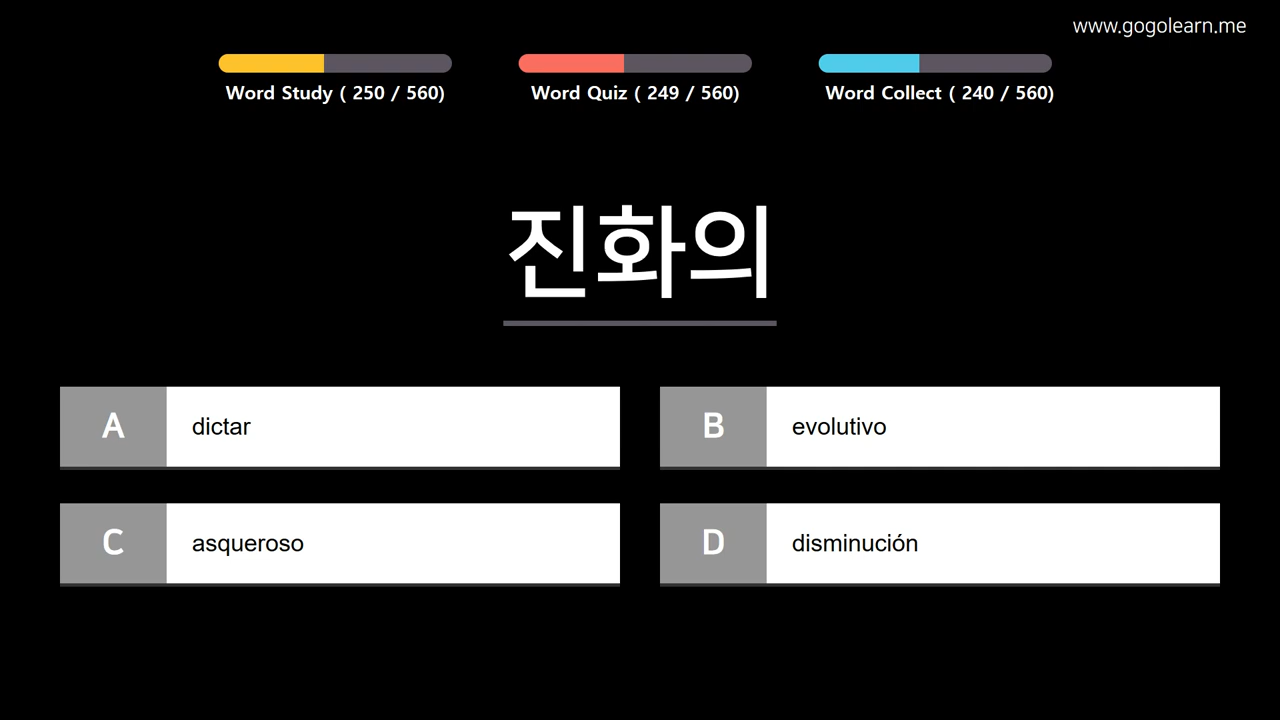 www.gogolearn.me
Word Study ( 250 / 560)
Word Quiz ( 249 / 560)
Word Collect ( 240 / 560)
진화의
A dictar
B evolutivo
C asqueroso
D disminución